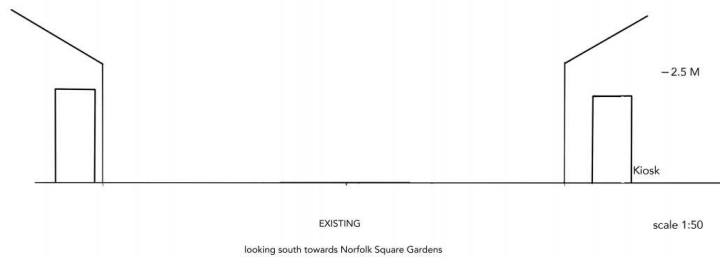 −2.5 M
Kiosk
EXISTING
scale 1:50
looking south towards Norfolk Square Gardens